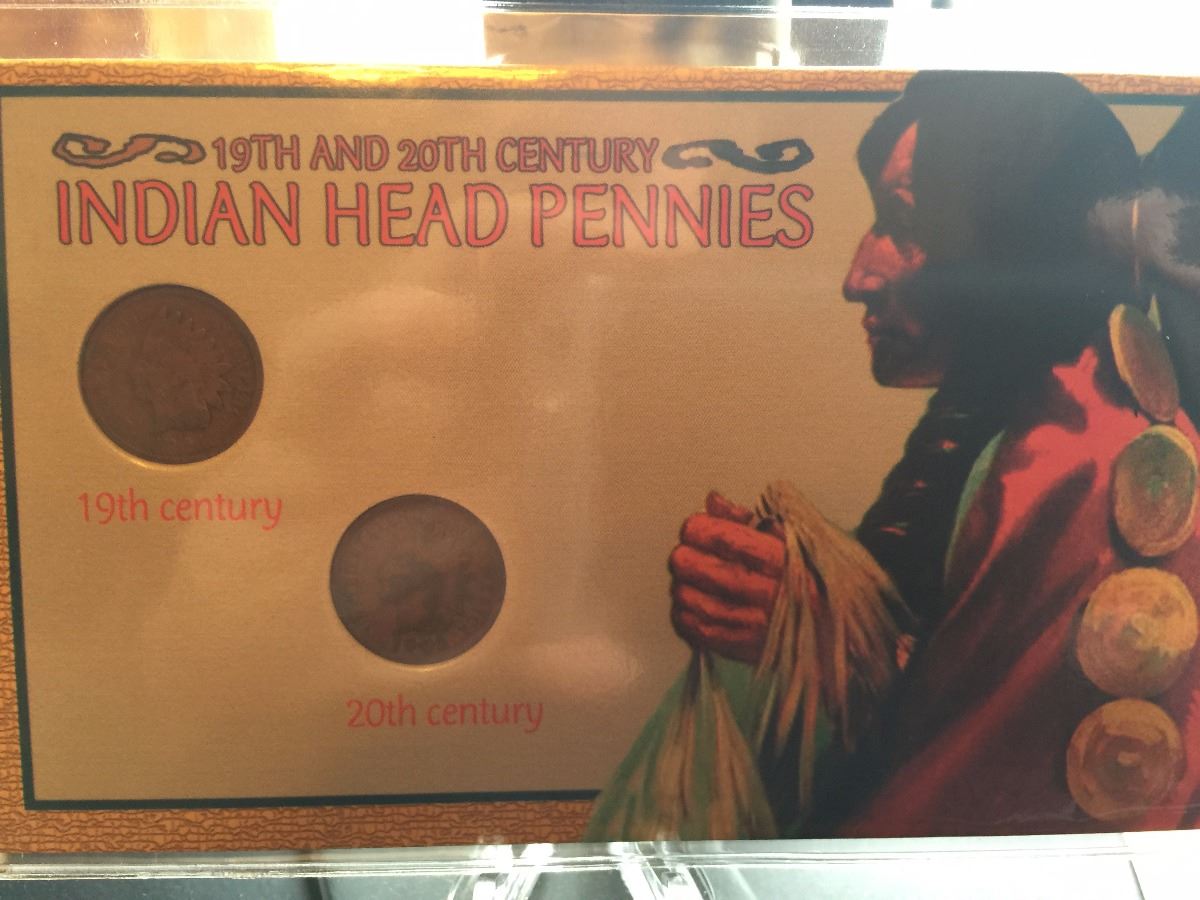 19TH AND 20TH CENTURY
INDIAN HEAD PENNIES
19th century
20th century